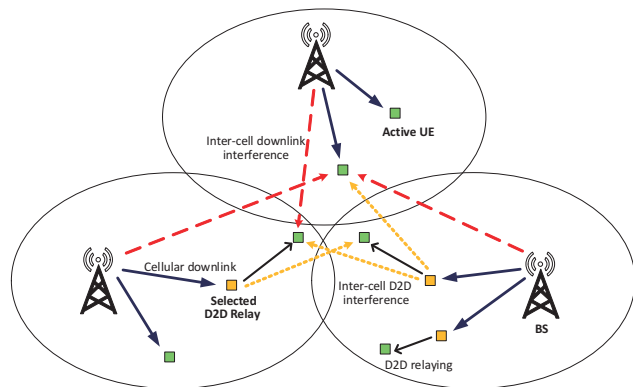 Active UE
Inter-cell downlink
interference
Cellular downlink
Selected
D2D Relay
Inter-cell D2D
interference
BS
D2D relaying